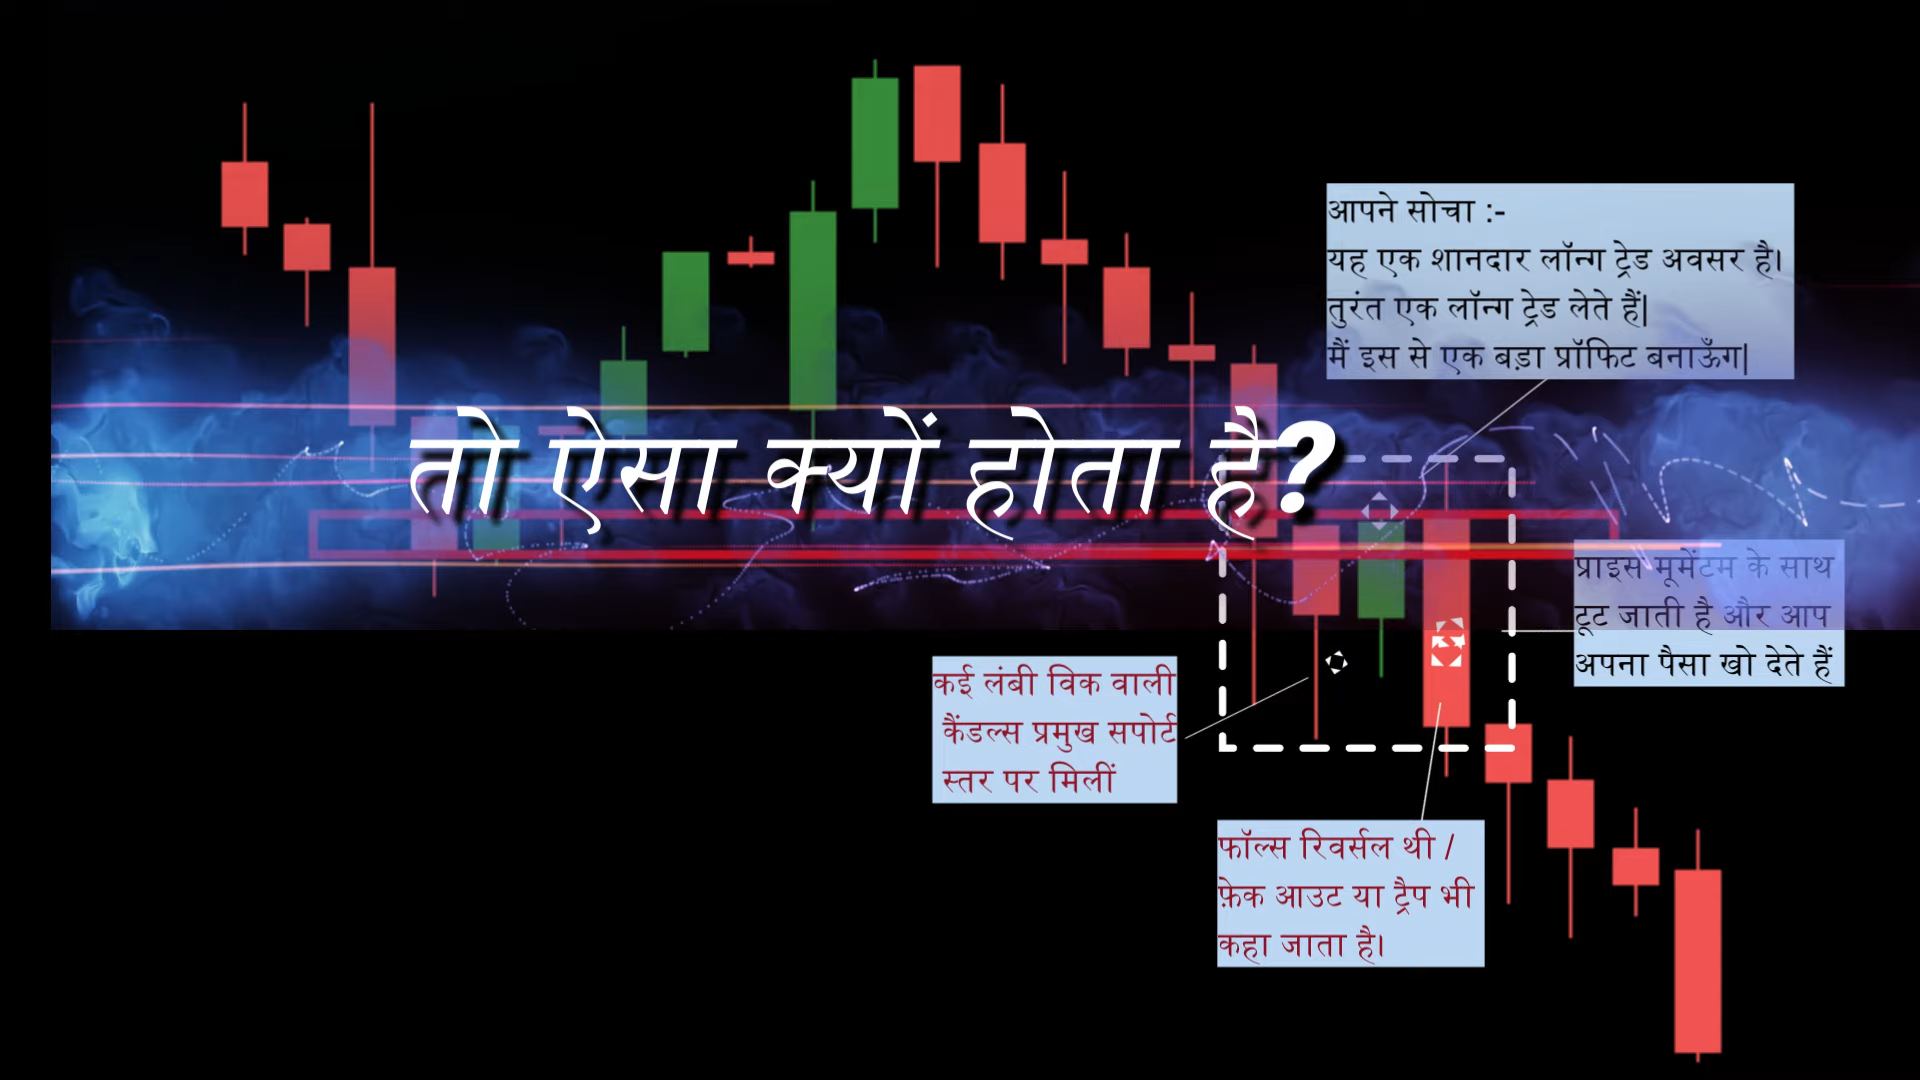 आपने सोचा :-
यह एक शानदार लॉन्ग ट्रेड अवसर है।
तुरंत एक लॉन्ग ट्रेड लेते हैं|
मैं इस से एक बड़ा प्रॉफिट बनाऊँग|
तो ऐसा क्यों होता है?
प्राइस मूमेंटम के साथ
टूट जाती है और आप
अपना पैसा खो देते हैं
कई लंबी विक वाली
कैंडल्स प्रमुख सपोर्ट
स्तर पर मिलीं
फॉल्स रिवर्सल थी /
फ़ेक आउट या ट्रैप भी
कहा जाता है।